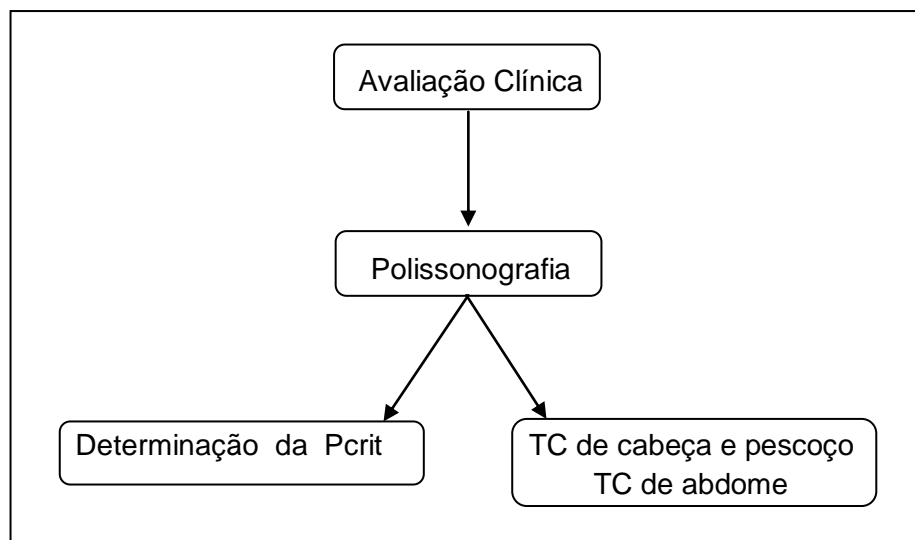 Avaliação Clínica
Polissonografia
Determinação da Pcrit
TC de cabeça e pescoço
TC de abdome